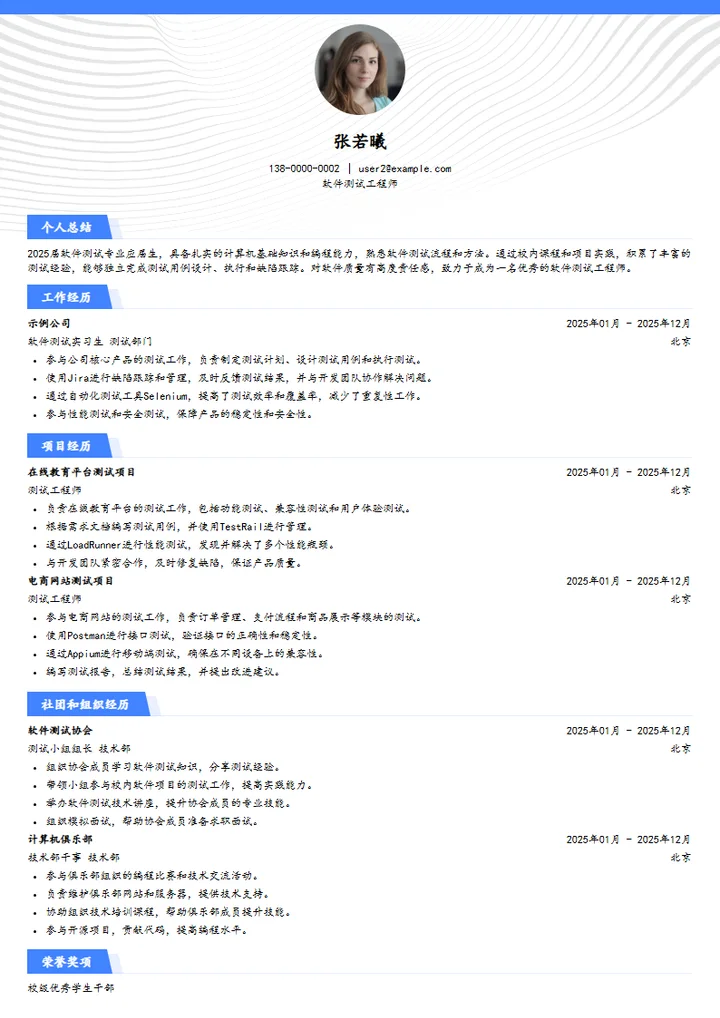 张若曦
138-0000-0002 | user2@example.com
软件测试工程师
个人总结
2025届软件测试专业应届生，具备扎实的计算机基础知识和编程能力，熟悉软件测试流程和方法。通过校内课程和项目实践，积累了丰富的
测试经验，能够独立完成测试用例设计、执行和缺陷跟踪。对软件质量有高度责任感，致力于成为一名优秀的软件测试工程师。
工作经历
示例公司 2025年01月 - 2025年12月
软件测试实习生 测试部门 北京
• 参与公司核心产品的测试工作，负责制定测试计划、设计测试用例和执行测试。
• 使用Jira进行缺陷跟踪和管理，及时反馈测试结果，并与开发团队协作解决问题。
• 通过自动化测试工具Selenium，提高了测试效率和覆盖率，减少了重复性工作。
• 参与性能测试和安全测试，保障产品的稳定性和安全性。
项目经历
在线教育平台测试项目 2025年01月 - 2025年12月
测试工程师 北京
• 负责在线教育平台的测试工作，包括功能测试、兼容性测试和用户体验测试。
• 根据需求文档编写测试用例，并使用TestRail进行管理。
• 通过LoadRunner进行性能测试，发现并解决了多个性能瓶颈。
• 与开发团队紧密合作，及时修复缺陷，保证产品质量。
电商网站测试项目 2025年01月 - 2025年12月
测试工程师 北京
• 参与电商网站的测试工作，负责订单管理、支付流程和商品展示等模块的测试。
• 使用Postman进行接口测试，验证接口的正确性和稳定性。
• 通过Appium进行移动端测试，确保在不同设备上的兼容性。
• 编写测试报告，总结测试结果，并提出改进建议。
社团和组织经历
软件测试协会 2025年01月 - 2025年12月
测试小组组长 技术部 北京
• 组织协会成员学习软件测试知识，分享测试经验。
• 带领小组参与校内软件项目的测试工作，提高实践能力。
• 举办软件测试技术讲座，提升协会成员的专业技能。
• 组织模拟面试，帮助协会成员准备求职面试。
计算机俱乐部 2025年01月 - 2025年12月
技术部干事 技术部 北京
• 参与俱乐部组织的编程比赛和技术交流活动。
• 负责维护俱乐部网站和服务器，提供技术支持。
• 协助组织技术培训课程，帮助俱乐部成员提升技能。
• 参与开源项目，贡献代码，提高编程水平。
荣誉奖项
校级优秀学生干部